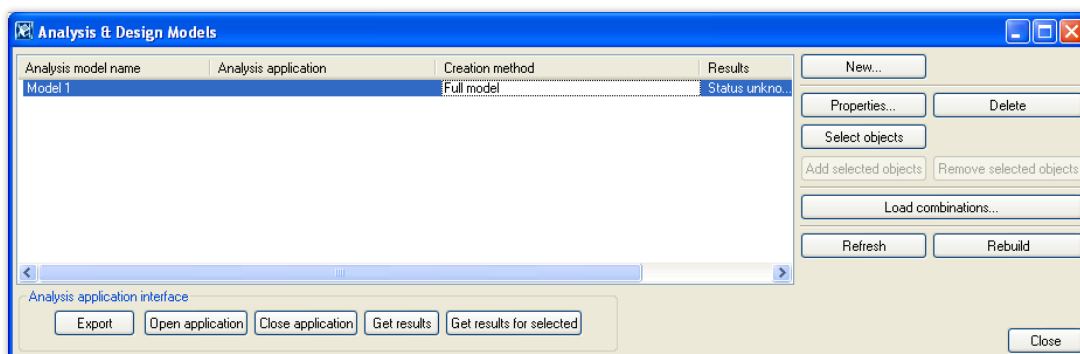 Analysis & Design Models
Analysis model name Analysis application Creation method Results
Model 1 Full model Status unkno...
New...
Properties... Delete
Select objects
Add selected objects Remove selected objects
Load combinations...
Refresh Rebuild
Analysis application interface
Export Open application Close application Get results Get results for selected
Close